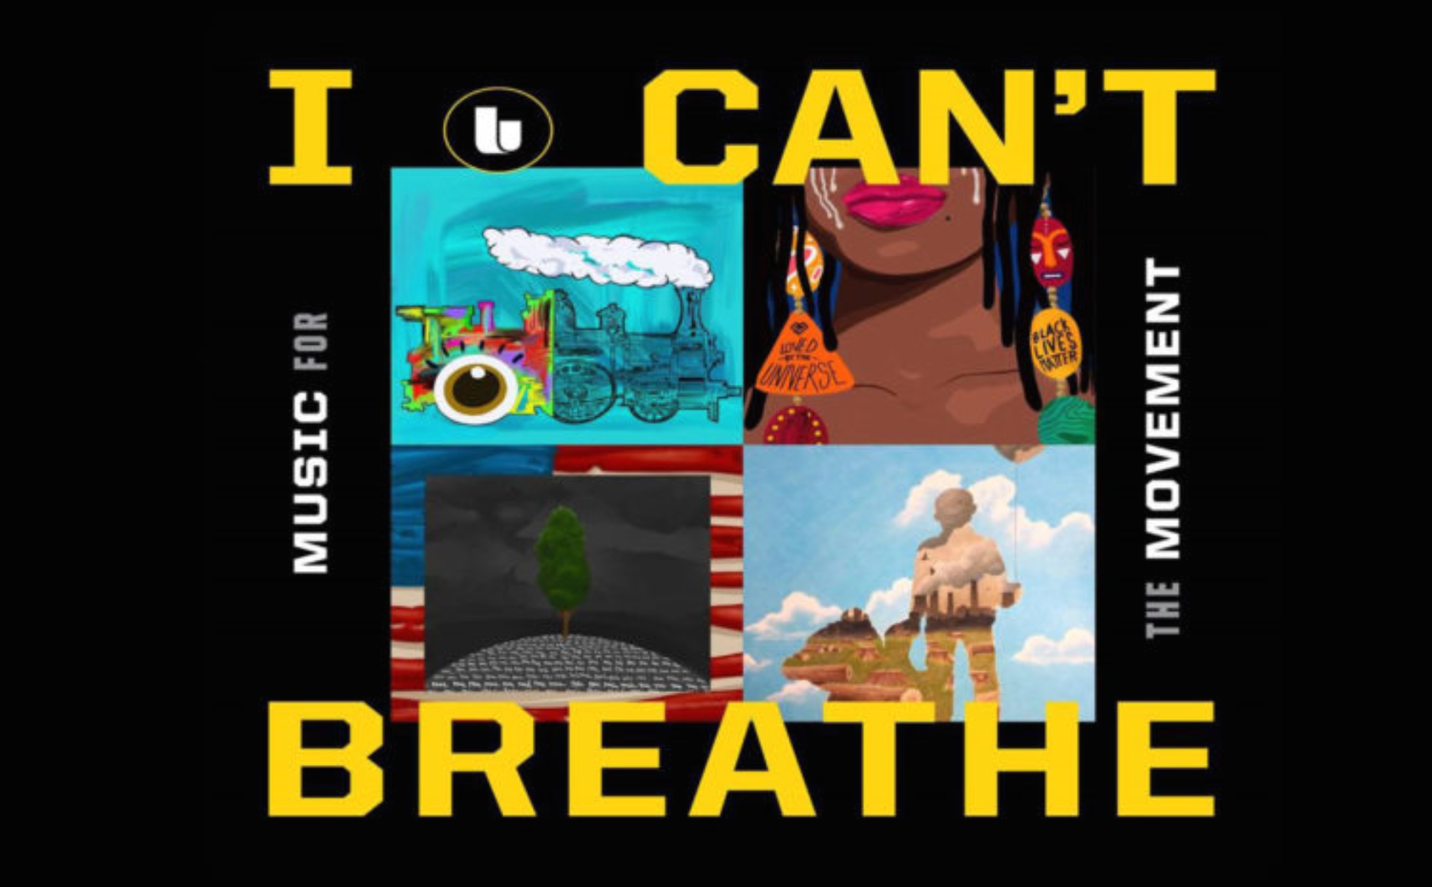 I CAN'T
MUSIC FOR
LOVED
BY THE
UNIVERSE
BLACK
LIVES
MATTER
THE MOVEMENT
BREATHE